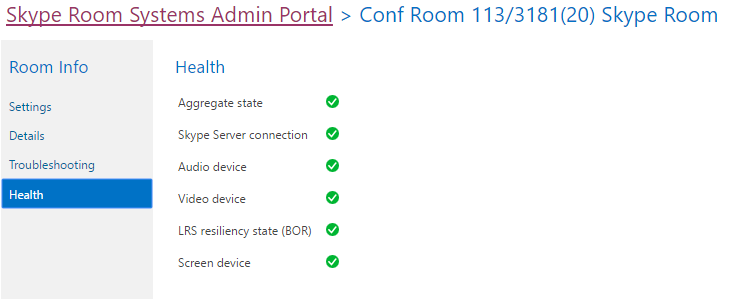 Skype Room Systems Admin Portal > Conf Room 113/3181(20) Skype Room
Room Info
Settings
Details
Troubleshooting
Health
Health
Aggregate state
Skype Server connection
Audio device
Video device
LRS resiliency state (BOR)
Screen device